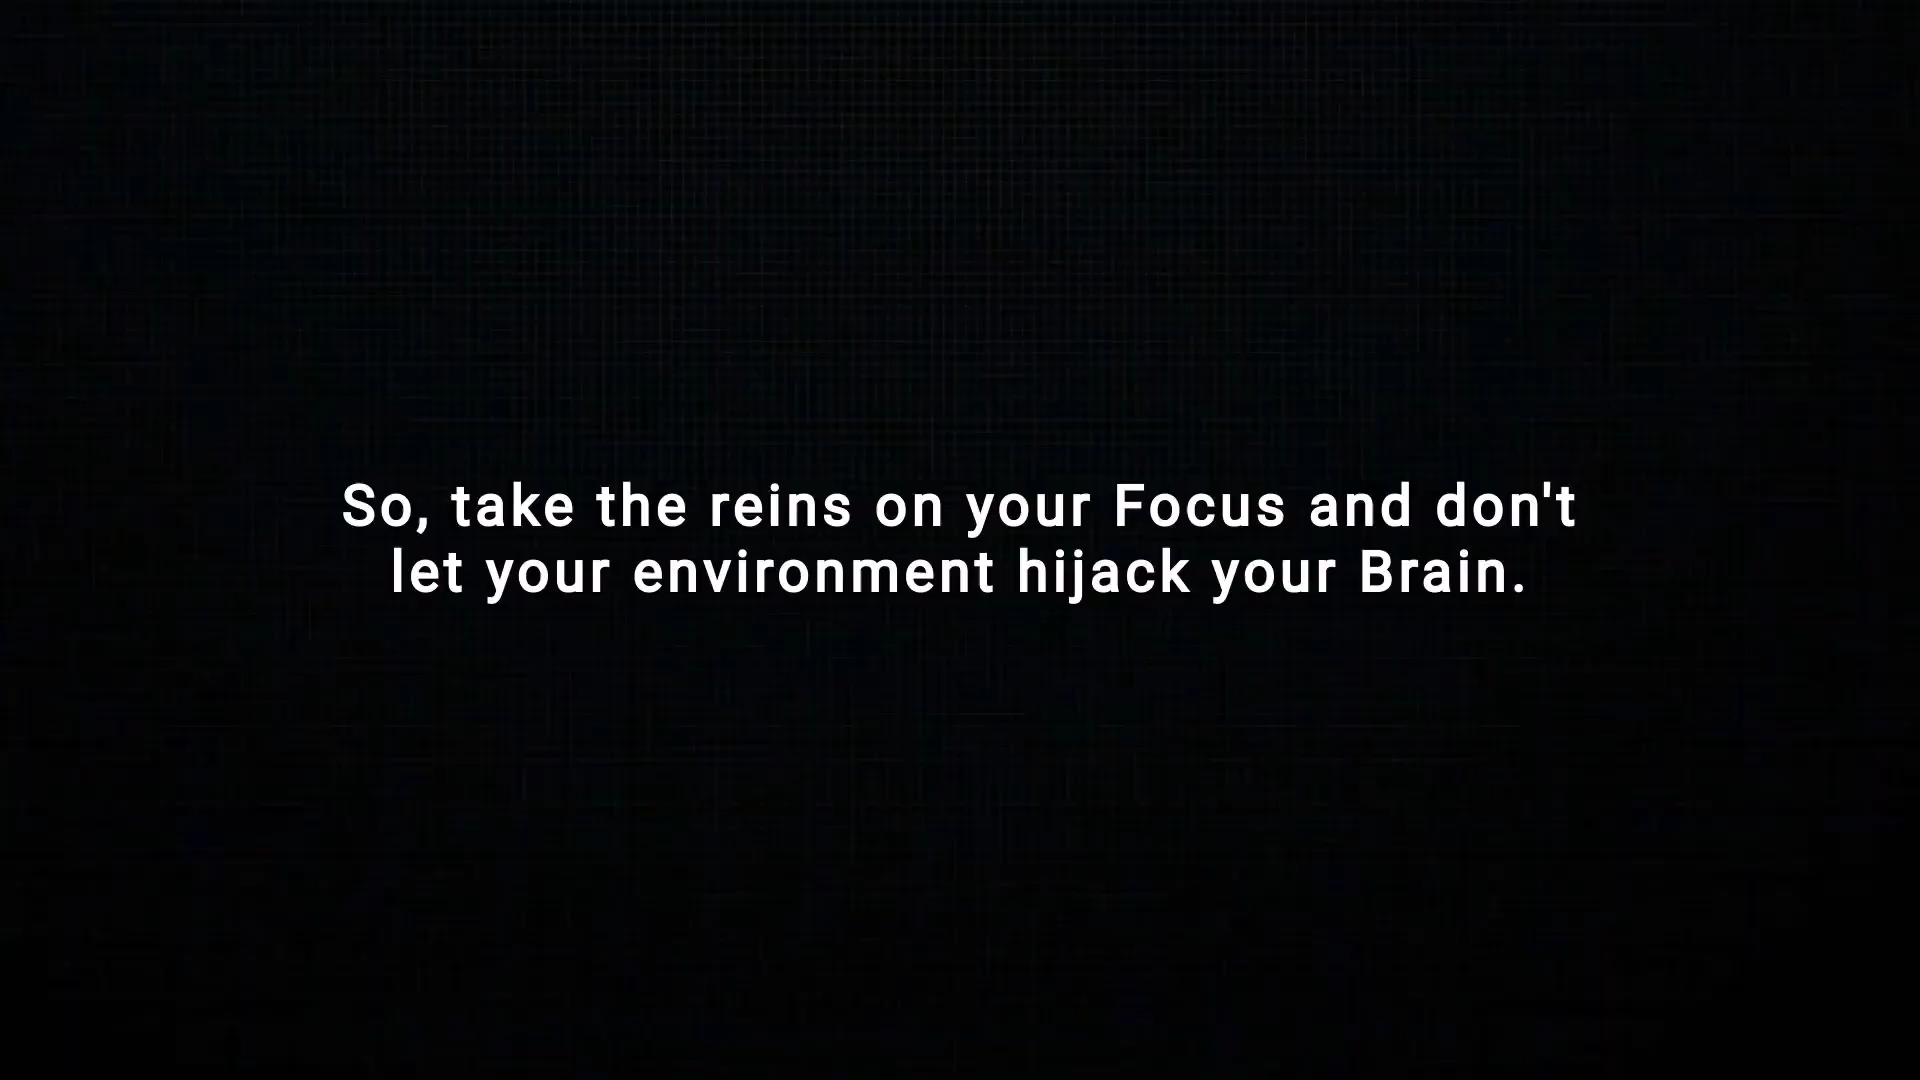 So, take the reins on your Focus and don't
let your environment hijack your Brain.